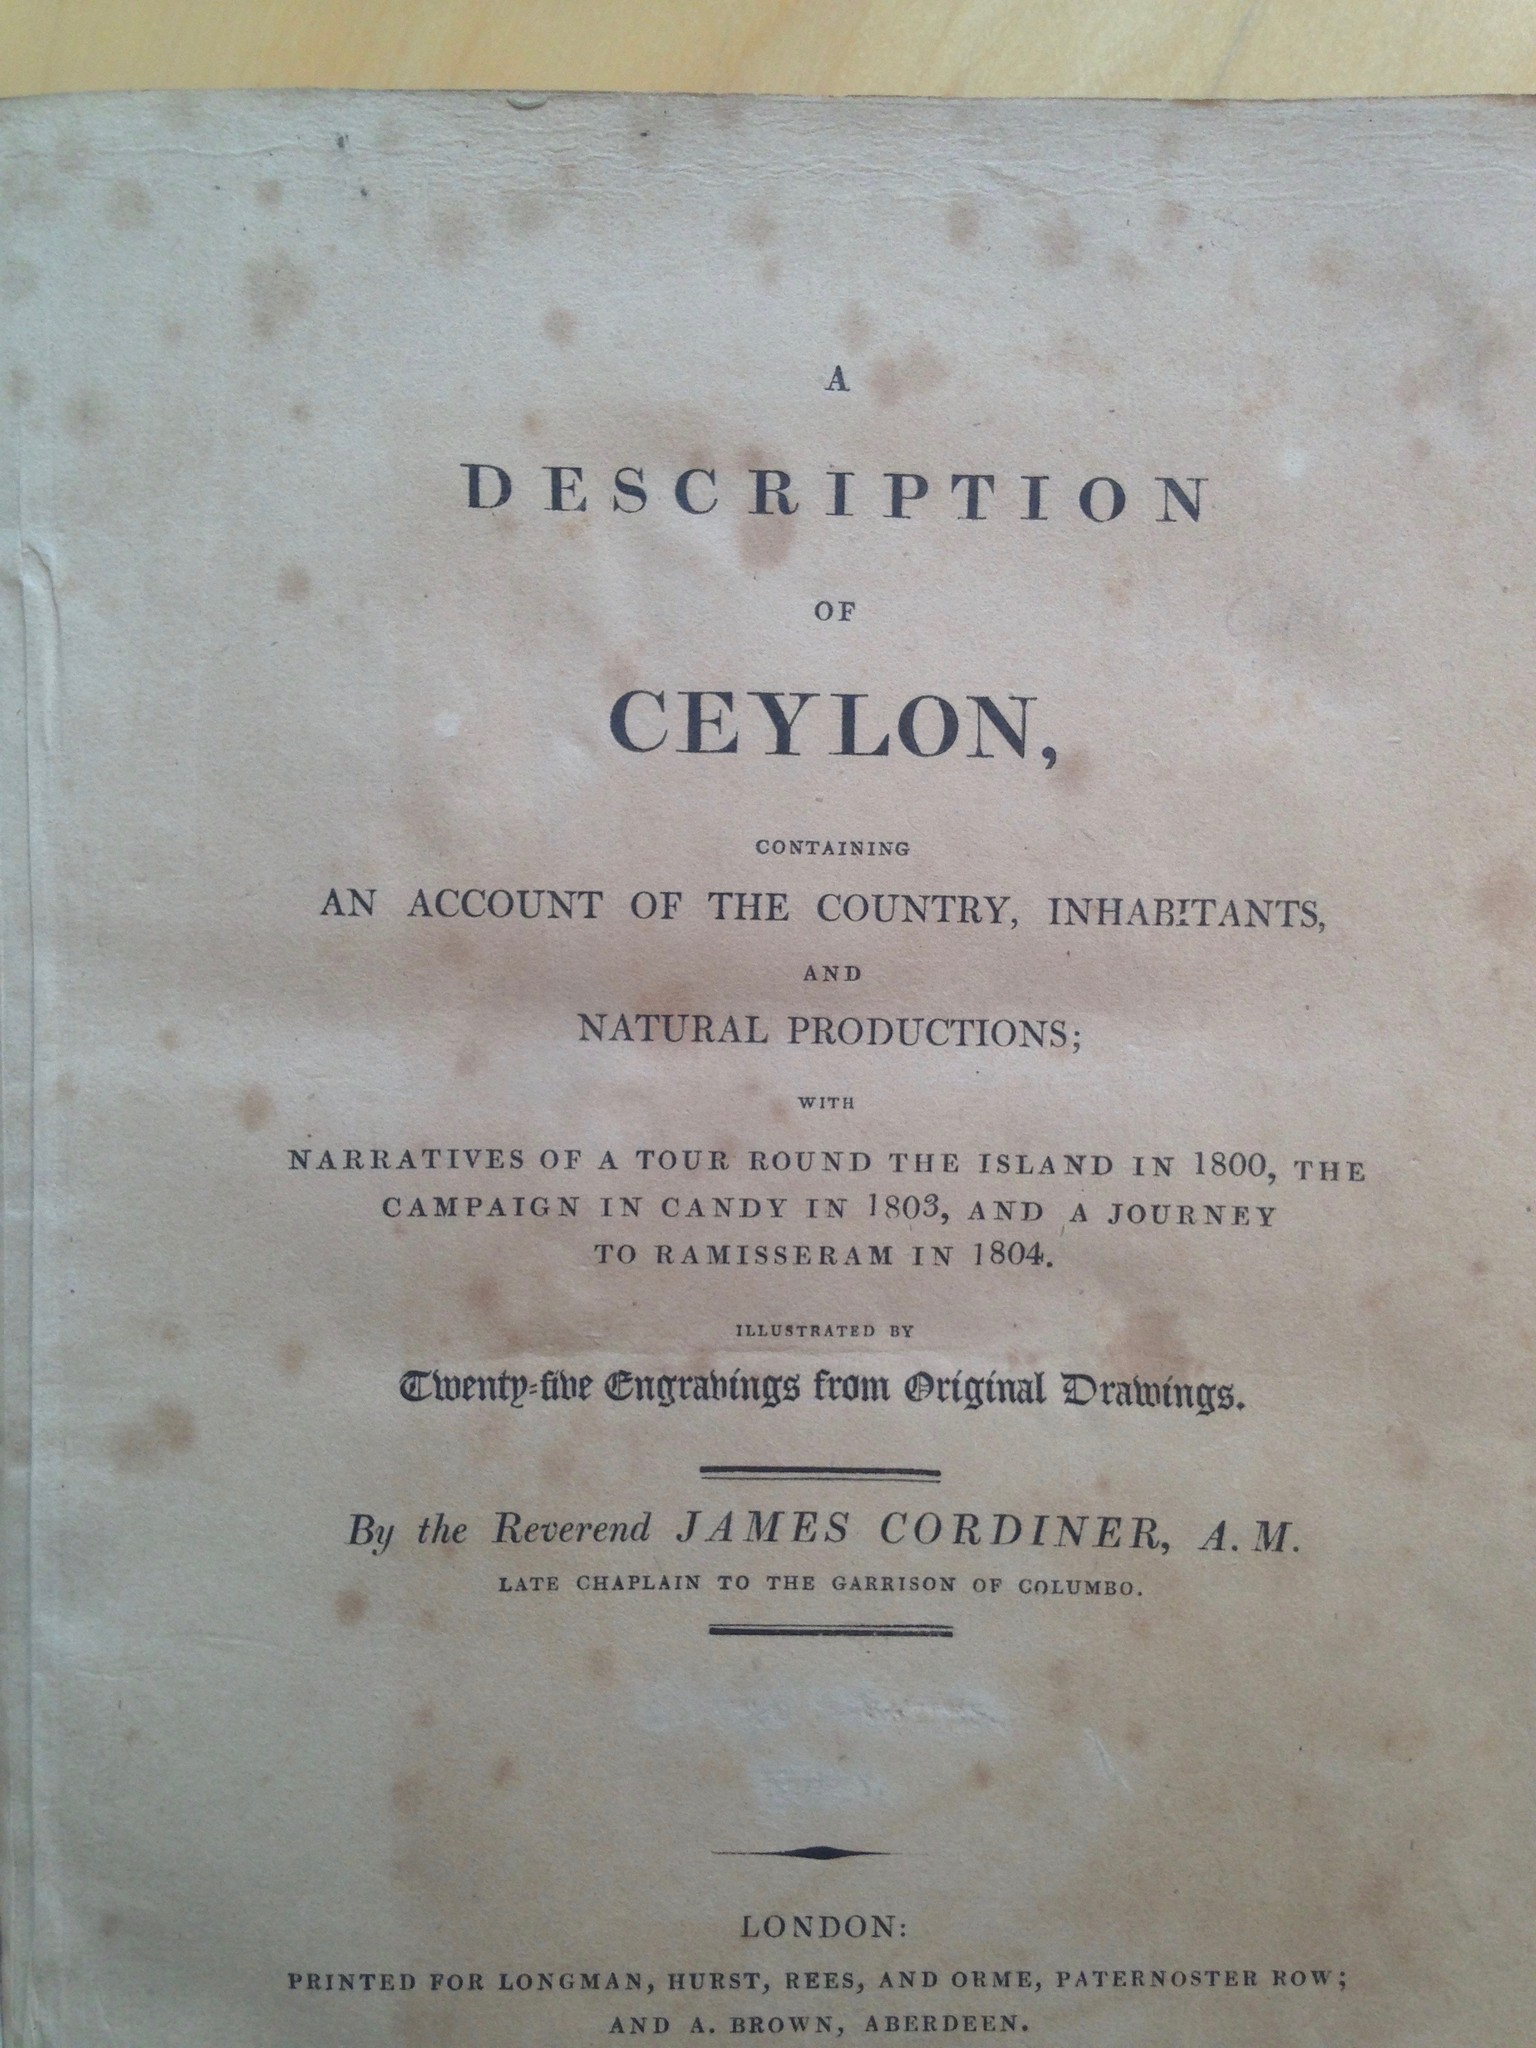 A
DESCRIPTION
OF
CEYLON,
CONTAINING
AN ACCOUNT OF THE COUNTRY, INHABITANTS,
AND
NATURAL PRODUCTIONS;
WITH
NARRATIVES OF A TOUR ROUND THE ISLAND IN 1800, THE
CAMPAIGN IN CANDY IN 1803, AND A JOURNEY
TO RAMISSERAM IN 1804.
ILLUSTRATED BY
Twenty-five Engravings from Original Drawings.
By the Reverend JAMES CORDINER, A. M.
LATE CHAPLAIN TO THE GARRISON OF COLUMBO.
LONDON:
PRINTED FOR LONGMAN, HURST, REES, AND ORME, PATERNOSTER ROW;
AND A. BROWN, ABERDEEN.